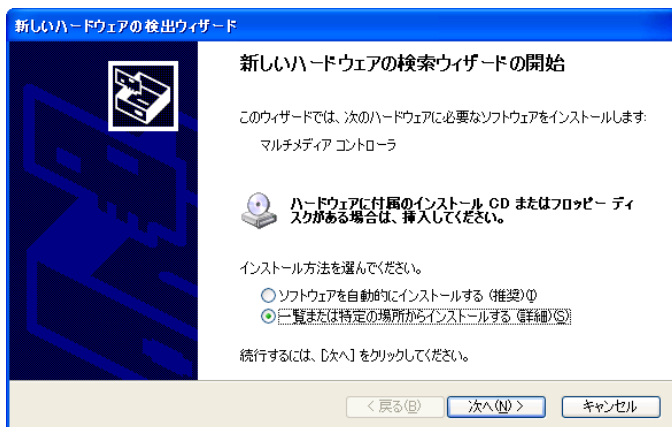 新しいハードウェアの検出ウィザード
新しいハードウェアの検索ウィザードの開始
このウィザードでは、次のハードウェアに必要なソフトウェアをインストールします:
マルチメディア コントローラ
ハードウェアに付属のインストール CD またはフロッピー ディ
スクがある場合は、挿入してください。
インストール方法を選んでください。
ソフトウェアを自動的にインストールする (推奨)(I)
一覧または特定の場所からインストールする (詳細)(S)
続行するには、[次へ] をクリックしてください。
< 戻る(B)
次へ(N) >
キャンセル